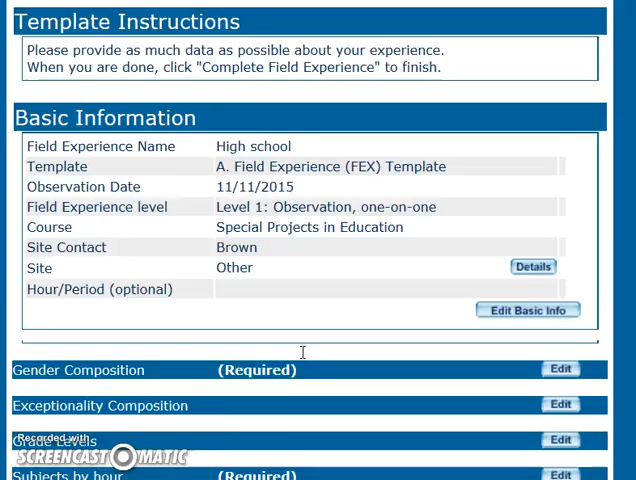 Template Instructions
Please provide as much data as possible about your experience.
When you are done, click "Complete Field Experience" to finish.
Basic Information
Field Experience Name High school
Template A. Field Experience (FEX) Template
Observation Date 11/11/2015
Field Experience level Level 1: Observation, one-on-one
Course Special Projects in Education
Site Contact Brown
Site Other Details
Hour/Period (optional)
Edit Basic Info
Gender Composition (Required) Edit
Exceptionality Composition Edit
Recorded with
Grade Levels Edit
SCREENCAST-O-MATIC
Subjects by hour (Required) Edit